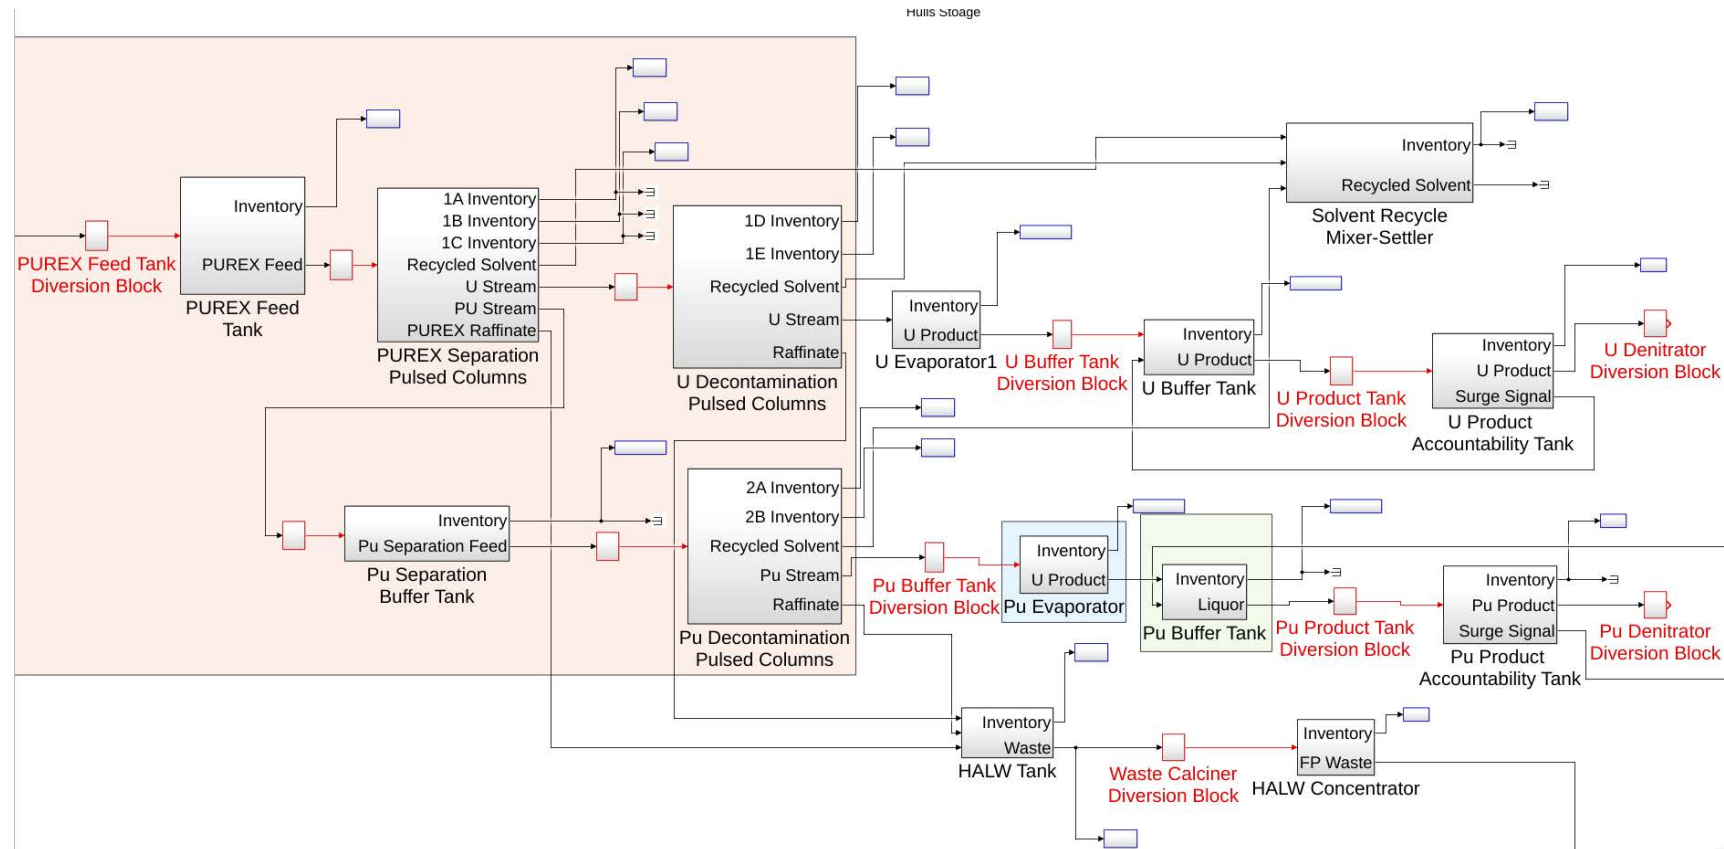 Hulls Stoage
Inventory
PUREX Feed
PUREX Feed Tank
Diversion Block
PUREX Feed
Tank
1A Inventory
1B Inventory
1C Inventory
Recycled Solvent
U Stream
PU Stream
PUREX Raffinate
PUREX Separation
Pulsed Columns
1D Inventory
1E Inventory
Recycled Solvent
U Stream
Raffinate
U Decontamination
Pulsed Columns
Inventory
Recycled Solvent
Solvent Recycle
Mixer-Settler
Inventory
U Product
U Evaporator1
U Buffer Tank
Diversion Block
Inventory
U Product
U Buffer Tank
U Product Tank
Diversion Block
Inventory
U Product
Surge Signal
U Product
Accountability Tank
U Denitrator
Diversion Block
Inventory
Pu Separation Feed
Pu Separation
Buffer Tank
2A Inventory
2B Inventory
Recycled Solvent
Pu Stream
Raffinate
Pu Decontamination
Pulsed Columns
Pu Buffer Tank
Diversion Block
Inventory
U Product
Pu Evaporator
Inventory
Liquor
Pu Buffer Tank
Pu Product Tank
Diversion Block
Inventory
Pu Product
Surge Signal
Pu Product
Accountability Tank
Pu Denitrator
Diversion Block
Inventory
Waste
HALW Tank
Waste Calciner
Diversion Block
Inventory
FP Waste
HALW Concentrator